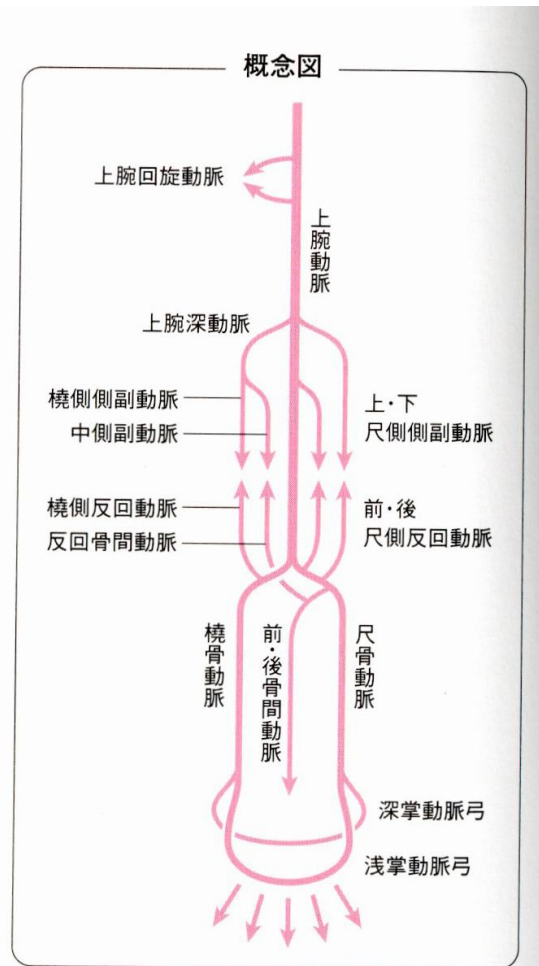 概念図
上腕回旋動脈
上腕動脈
上腕深動脈
橈側側副動脈
中側副動脈
上・下
尺側側副動脈
橈側反回動脈
反回骨間動脈
前・後
尺側反回動脈
橈骨動脈
前・後骨間動脈
尺骨動脈
深掌動脈弓
浅掌動脈弓